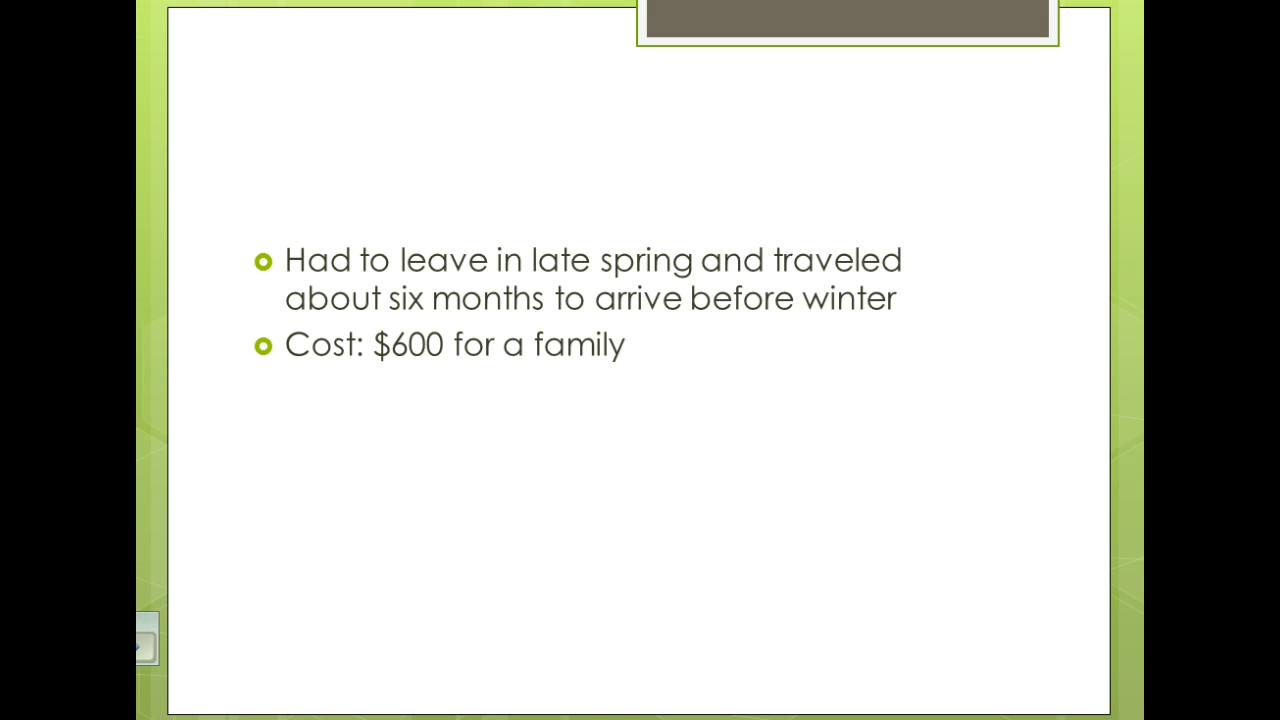 Had to leave in late spring and traveled
about six months to arrive before winter
Cost: $600 for a family